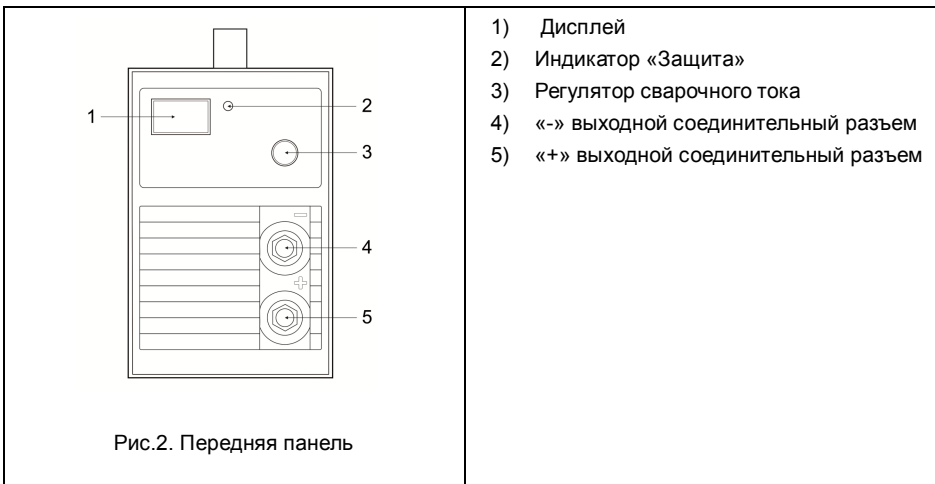 1
2
3
4
5
Рис.2. Передняя панель
1) Дисплей
2) Индикатор «Защита»
3) Регулятор сварочного тока
4) «-» выходной соединительный разъем
5) «+» выходной соединительный разъем